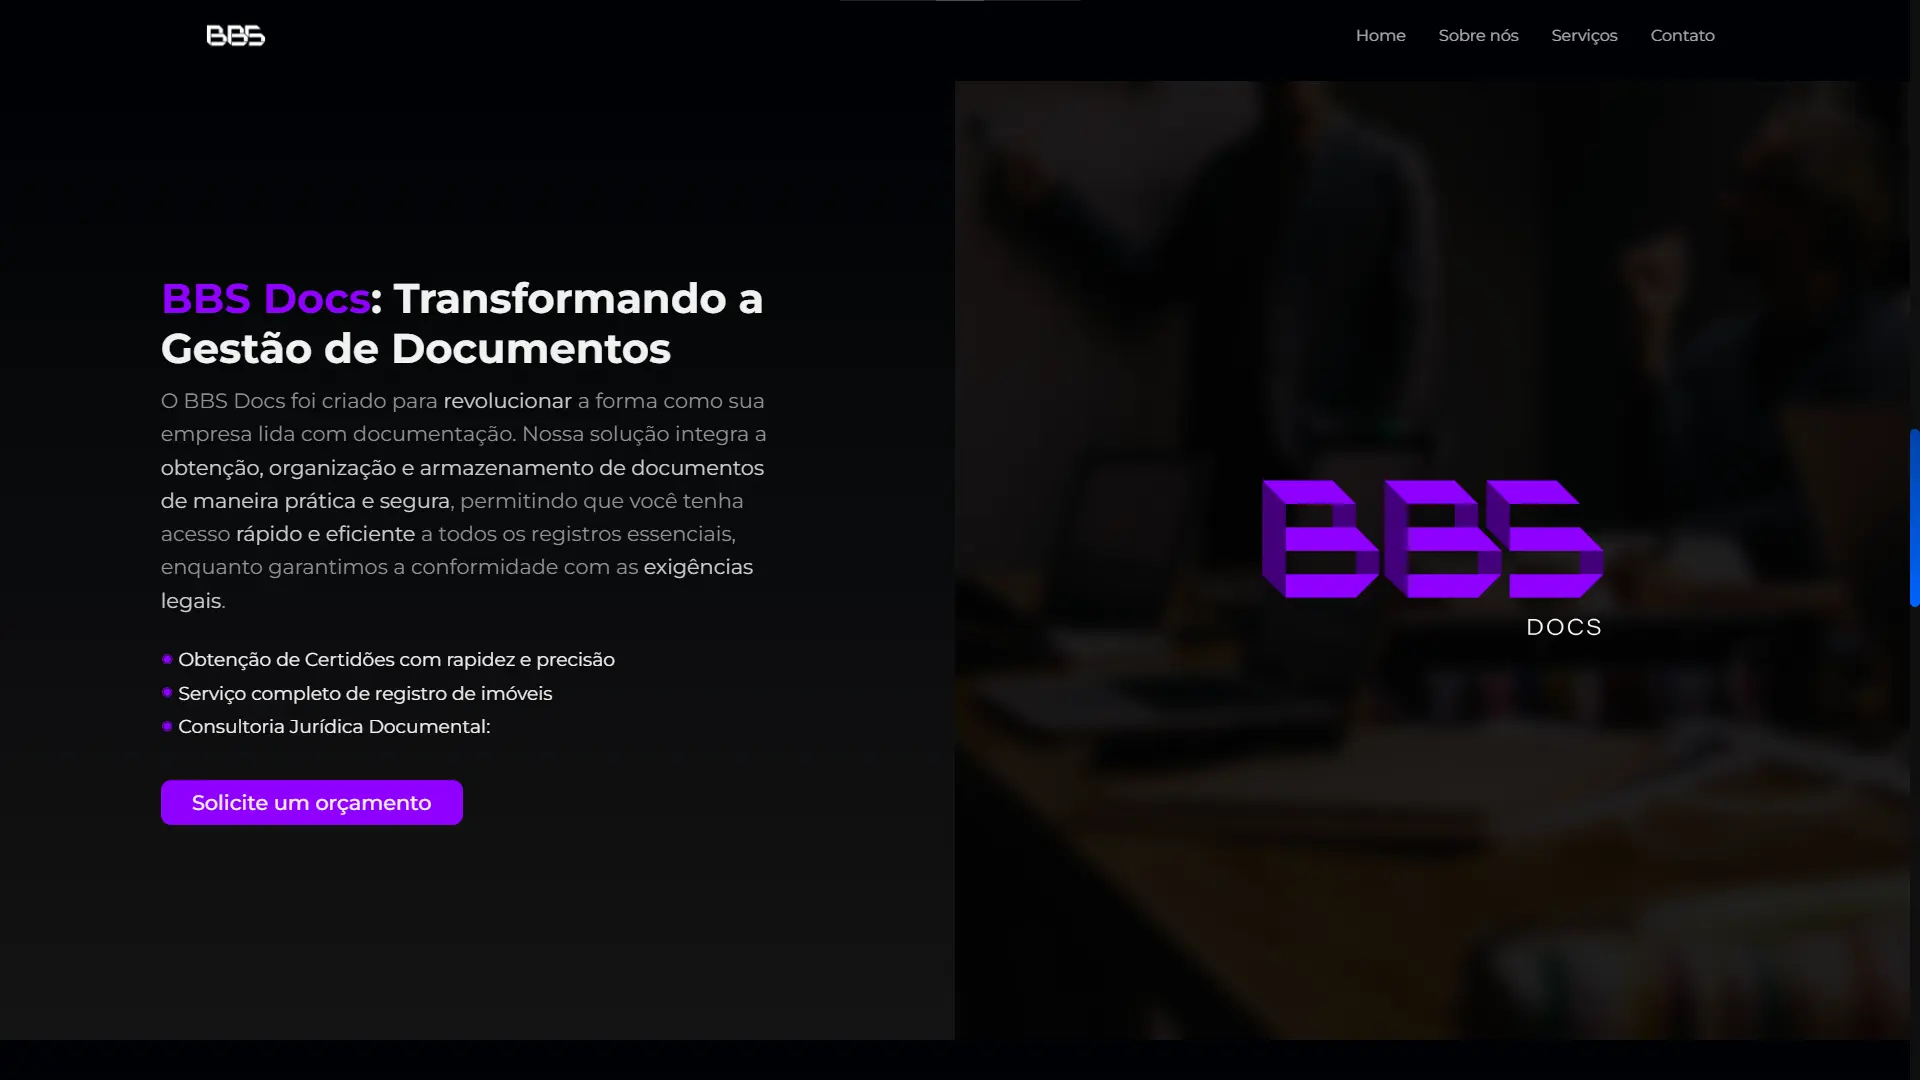 BBS
Home Sobre nós Serviços Contato
BBS Docs: Transformando a
Gestão de Documentos
O BBS Docs foi criado para revolucionar a forma como sua
empresa lida com documentação. Nossa solução integra a
obtenção, organização e armazenamento de documentos
de maneira prática e segura, permitindo que você tenha
acesso rápido e eficiente a todos os registros essenciais,
enquanto garantimos a conformidade com as exigências
legais.
Obtenção de Certidões com rapidez e precisão
Serviço completo de registro de imóveis
Consultoria Jurídica Documental:
Solicite um orçamento
BBS
DOCS